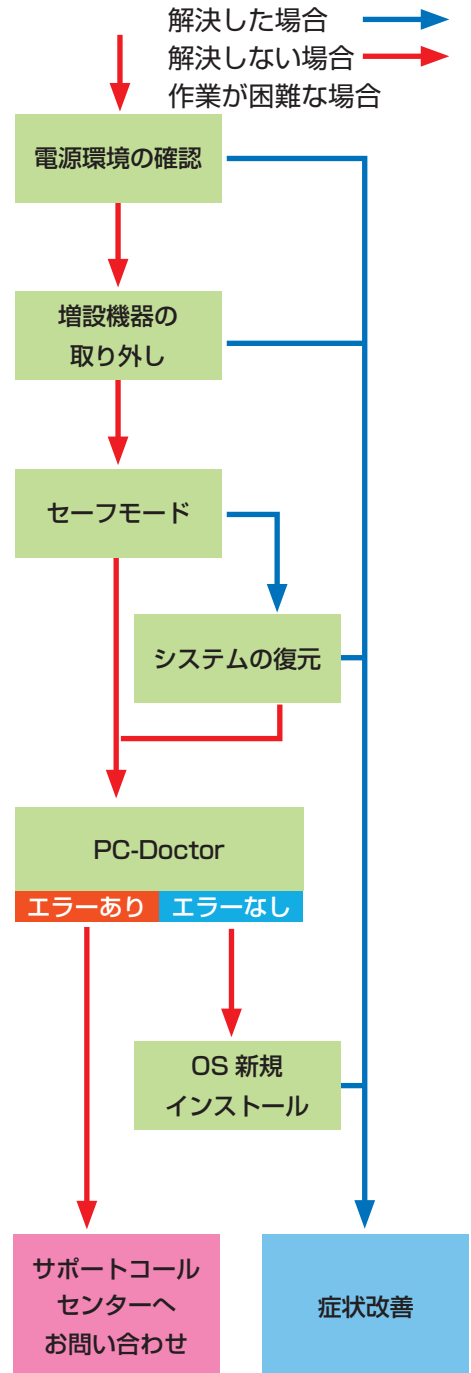 解決した場合
解決しない場合
作業が困難な場合
電源環境の確認
増設機器の
取り外し
セーフモード
システムの復元
PC-Doctor
エラーあり エラーなし
OS 新規
インストール
サポートコール
センターへ
お問い合わせ
症状改善